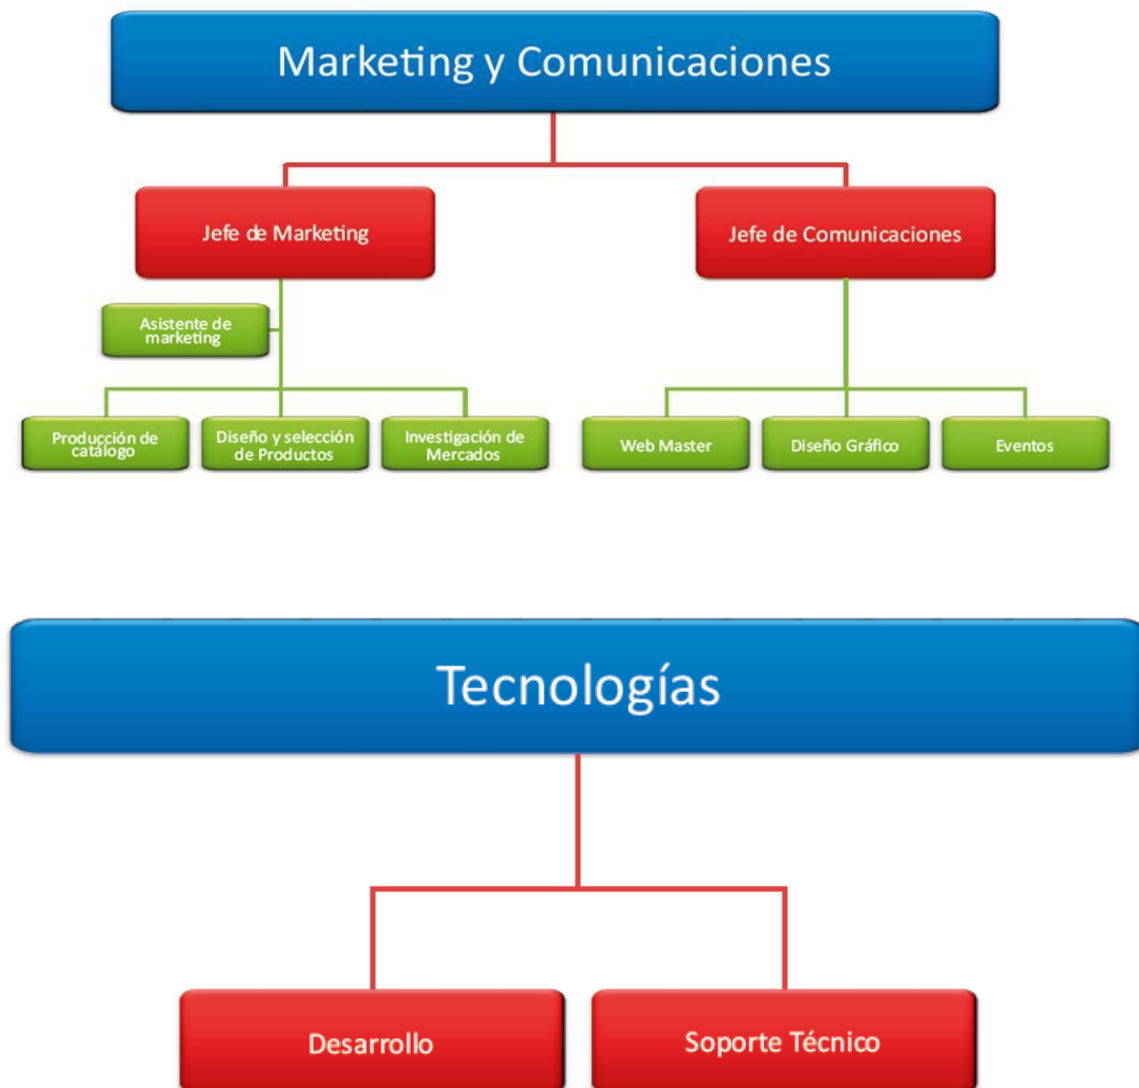 Marketing y Comunicaciones
Jefe de Marketing
Jefe de Comunicaciones
Asistente de
marketing
Producción de
catálogo
Diseño y selección
de Productos
Investigación de
Mercados
Web Master
Diseño Gráfico
Eventos
Tecnologías
Desarrollo
Soporte Técnico